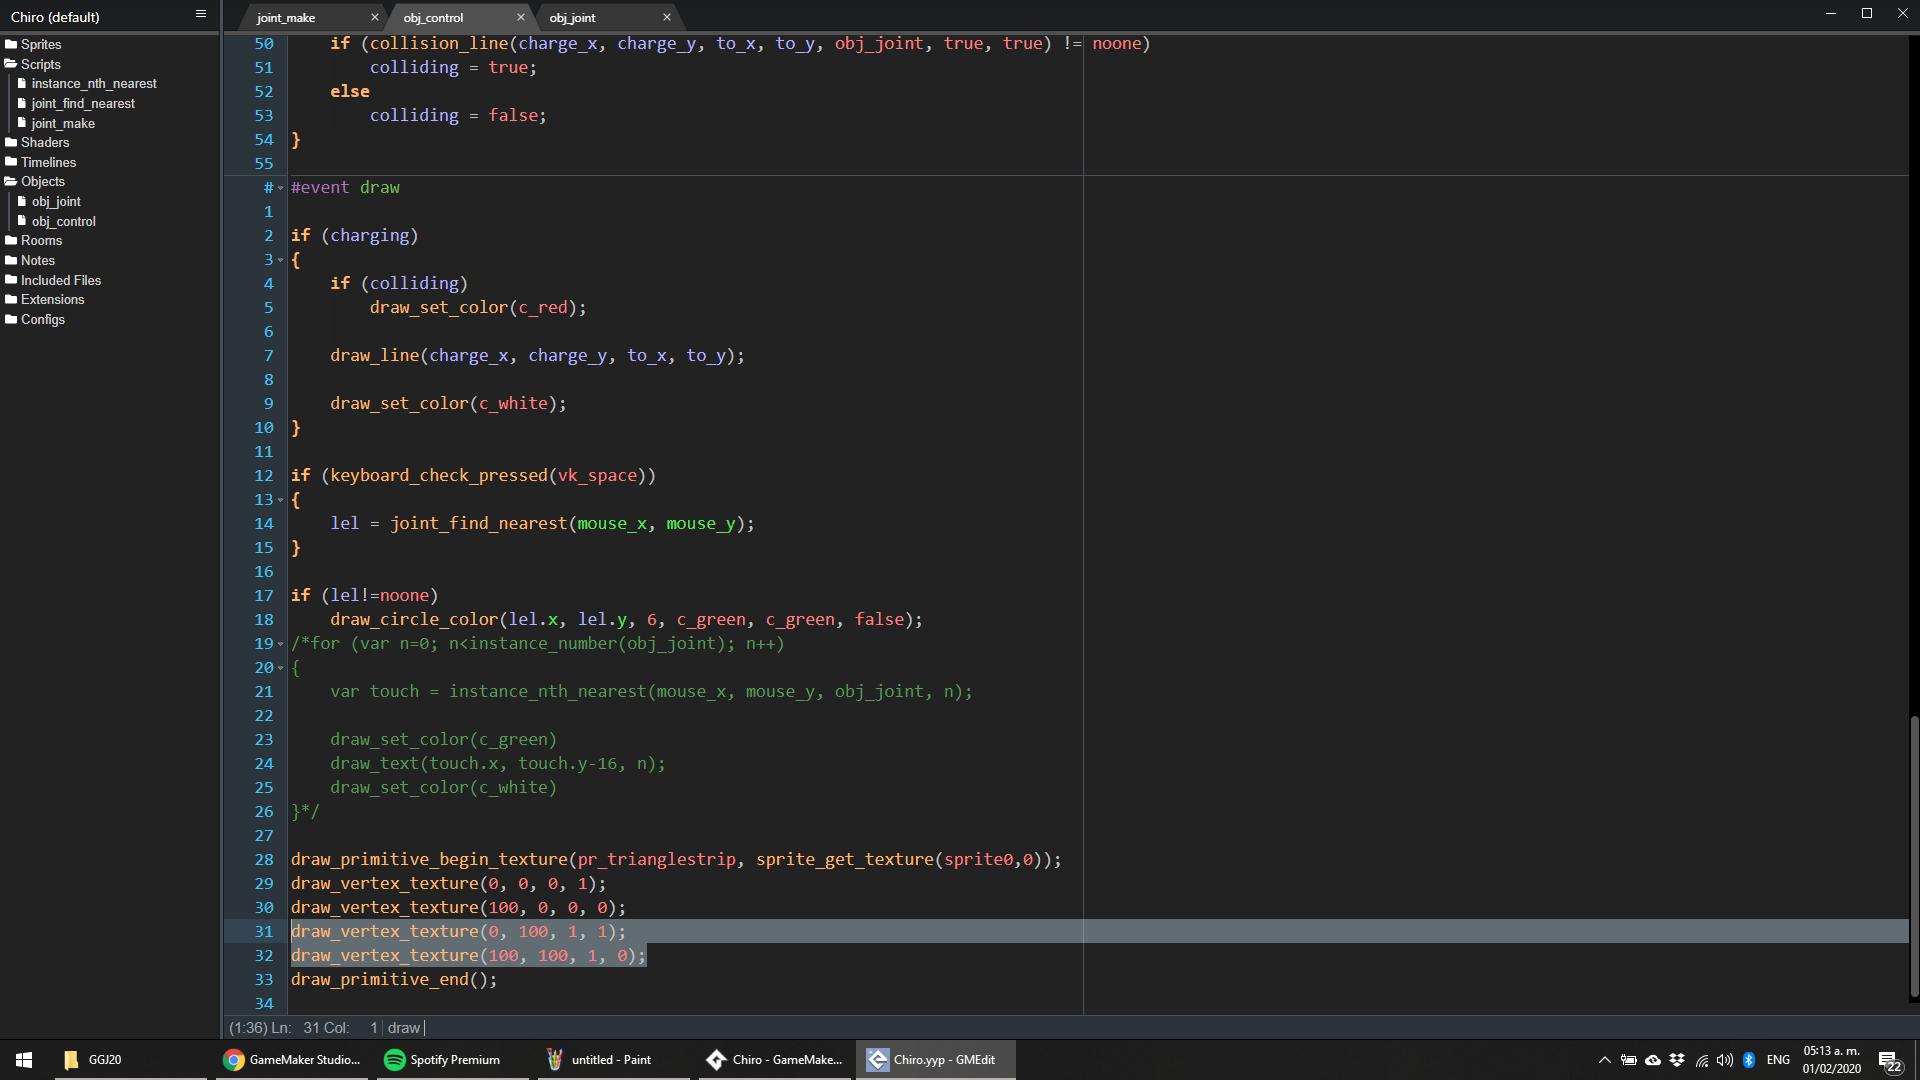 Chiro (default)
joint_make × obj_control × obj_joint ×
Sprites
Scripts
instance_nth_nearest
joint_find_nearest
joint_make
Shaders
Timelines
Objects
obj_joint
obj_control
Rooms
Notes
Included Files
Extensions
Configs
50 if (collision_line(charge_x, charge_y, to_x, to_y, obj_joint, true, true) != noone)
51 colliding = true;
52 else
53 colliding = false;
54 }
55
# #event draw
1
2 if (charging)
3 {
4 if (colliding)
5 draw_set_color(c_red);
6
7 draw_line(charge_x, charge_y, to_x, to_y);
8
9 draw_set_color(c_white);
10 }
11
12 if (keyboard_check_pressed(vk_space))
13 {
14 lel = joint_find_nearest(mouse_x, mouse_y);
15 }
16
17 if (lel!=noone)
18 draw_circle_color(lel.x, lel.y, 6, c_green, c_green, false);
19 /*for (var n=0; n<instance_number(obj_joint); n++)
20 {
21 var touch = instance_nth_nearest(mouse_x, mouse_y, obj_joint, n);
22
23 draw_set_color(c_green)
24 draw_text(touch.x, touch.y-16, n);
25 draw_set_color(c_white)
26 }*/
27
28 draw_primitive_begin_texture(pr_trianglestrip, sprite_get_texture(sprite0,0));
29 draw_vertex_texture(0, 0, 0, 1);
30 draw_vertex_texture(100, 0, 0, 0);
31 draw_vertex_texture(0, 100, 1, 1);
32 draw_vertex_texture(100, 100, 1, 0);
33 draw_primitive_end();
34
(1:36) Ln: 31 Col: 1 draw
GGJ20
GameMaker Studio...
Spotify Premium
untitled - Paint
Chiro - GameMake...
Chiro.yyp - GMEdit
ENG
05:13 a. m.
01/02/2020
22